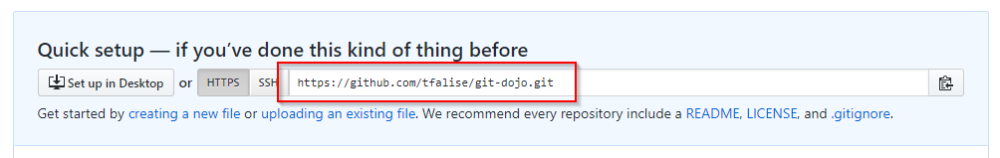 Quick setup — if you've done this kind of thing before
Set up in Desktop or HTTPS SSH https://github.com/tfalise/git-dojo.git
Get started by creating a new file or uploading an existing file. We recommend every repository include a README, LICENSE, and .gitignore.